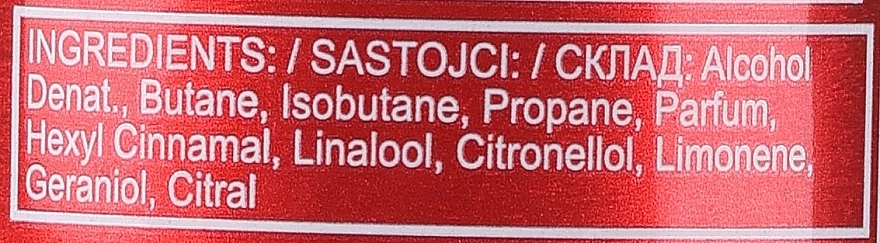 INGREDIENTS: / SASTOJCI: / СКЛАД: Alcohol
Denat., Butane, Isobutane, Propane, Parfum,
Hexyl Cinnamal, Linalool, Citronellol, Limonene,
Geraniol, Citral